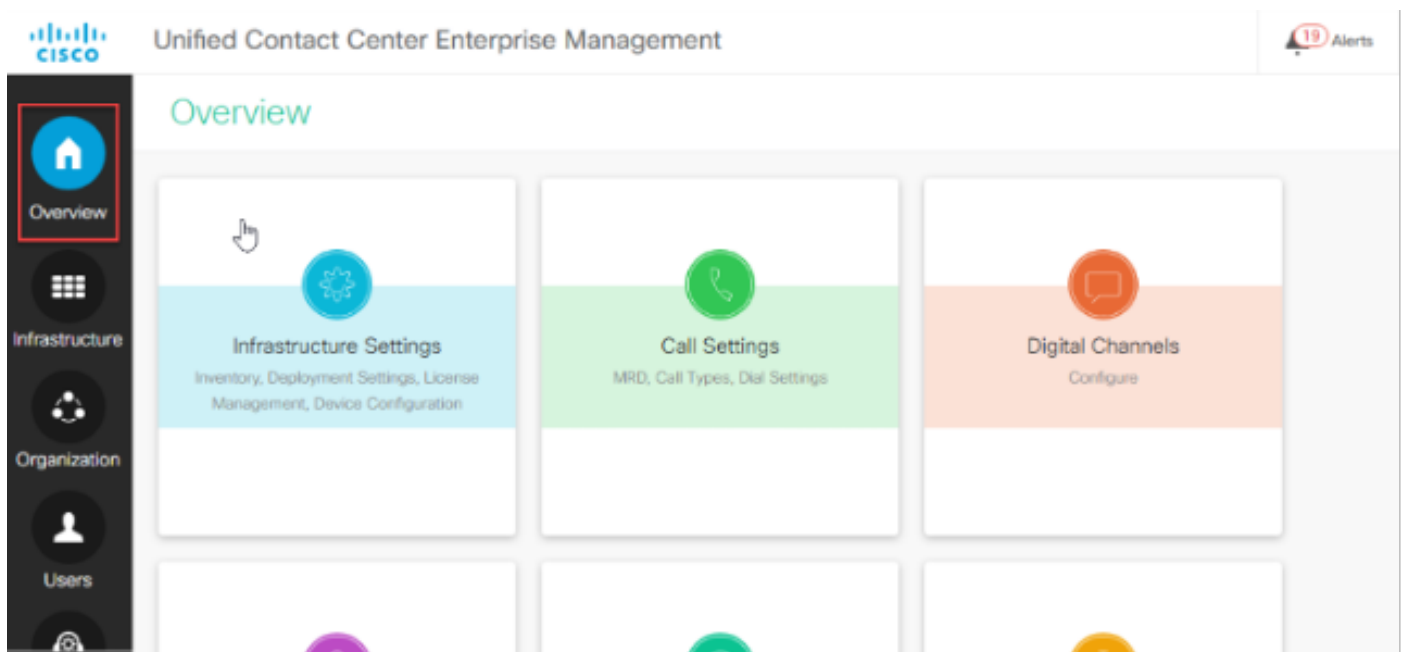 CISCO
Unified Contact Center Enterprise Management
19 Alerts
Overview
Overview
Infrastructure
Organization
Users
Infrastructure Settings
Inventory, Deployment Settings, License
Management, Device Configuration
Call Settings
MRD, Call Types, Dial Settings
Digital Channels
Configure